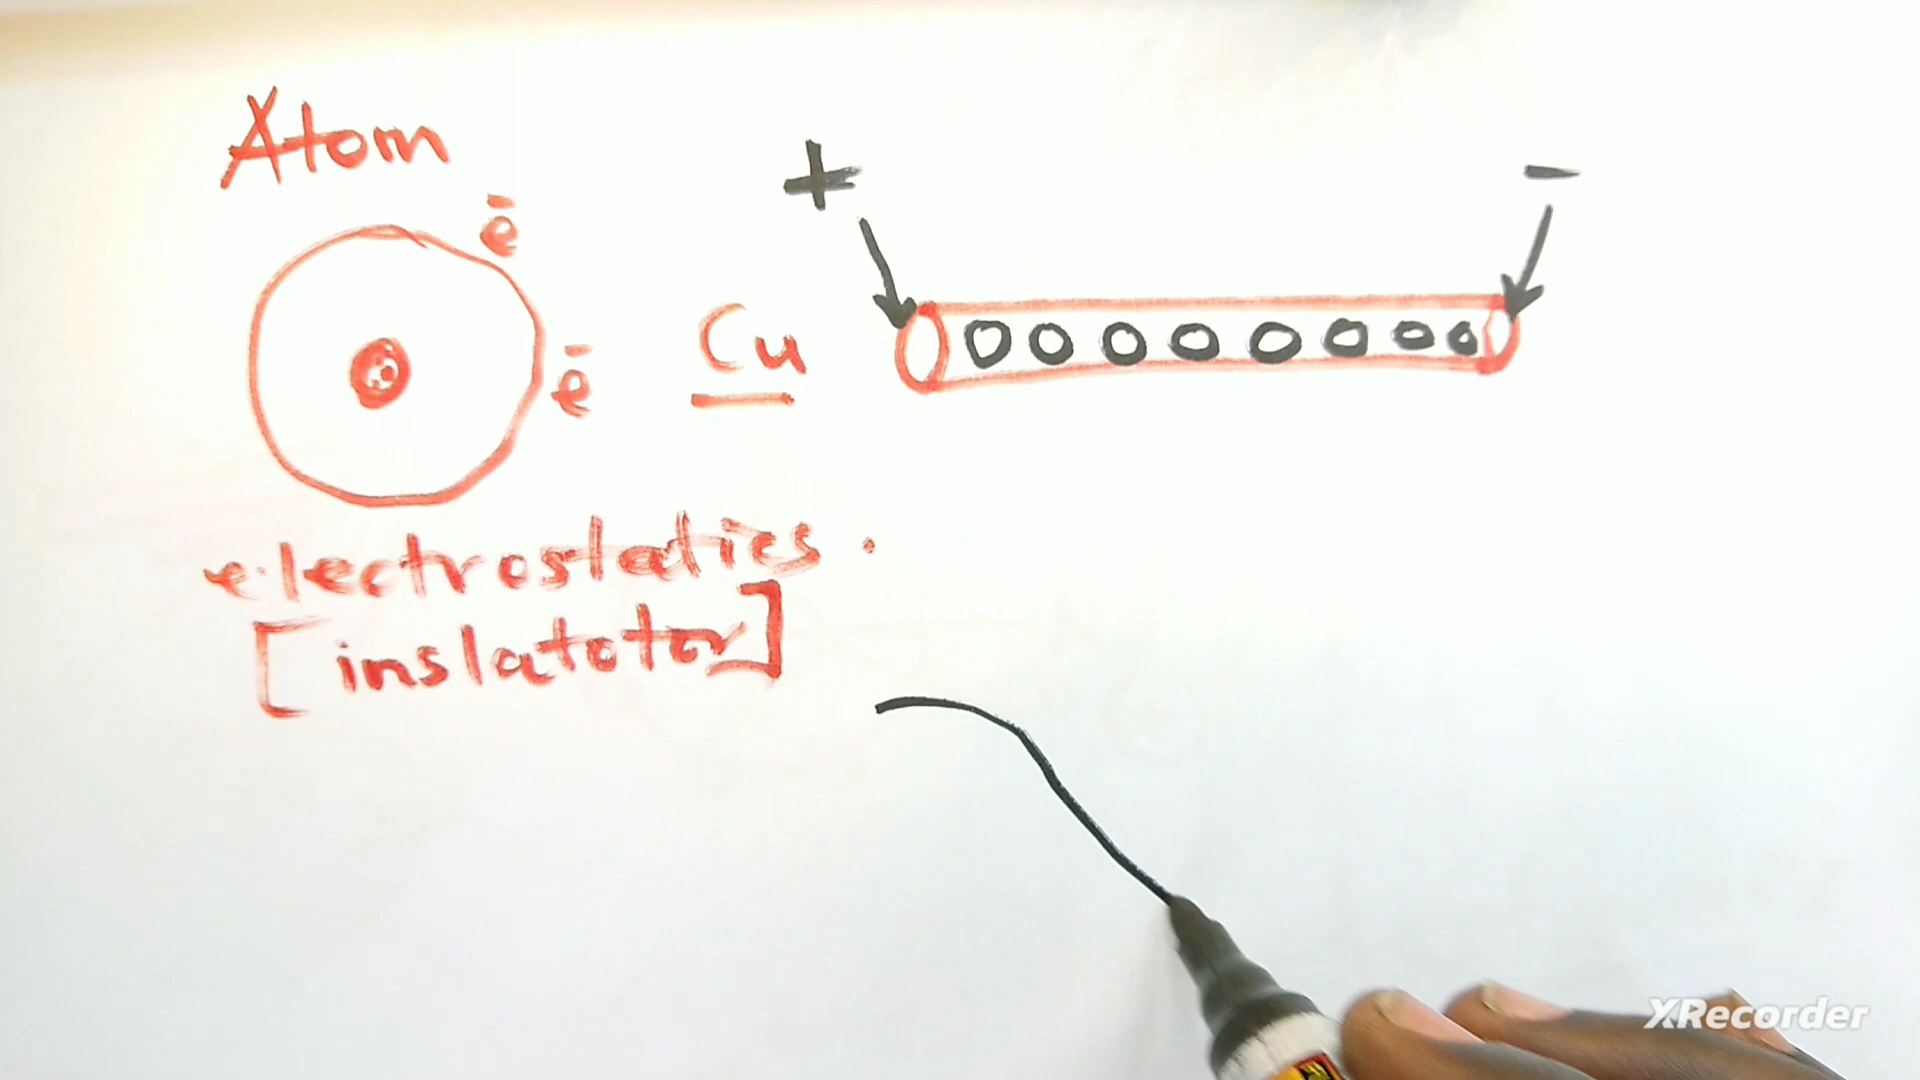 Atom
e̅
e̅
+
-
Cu
electrostatics.
[inslatotor]
XRecorder